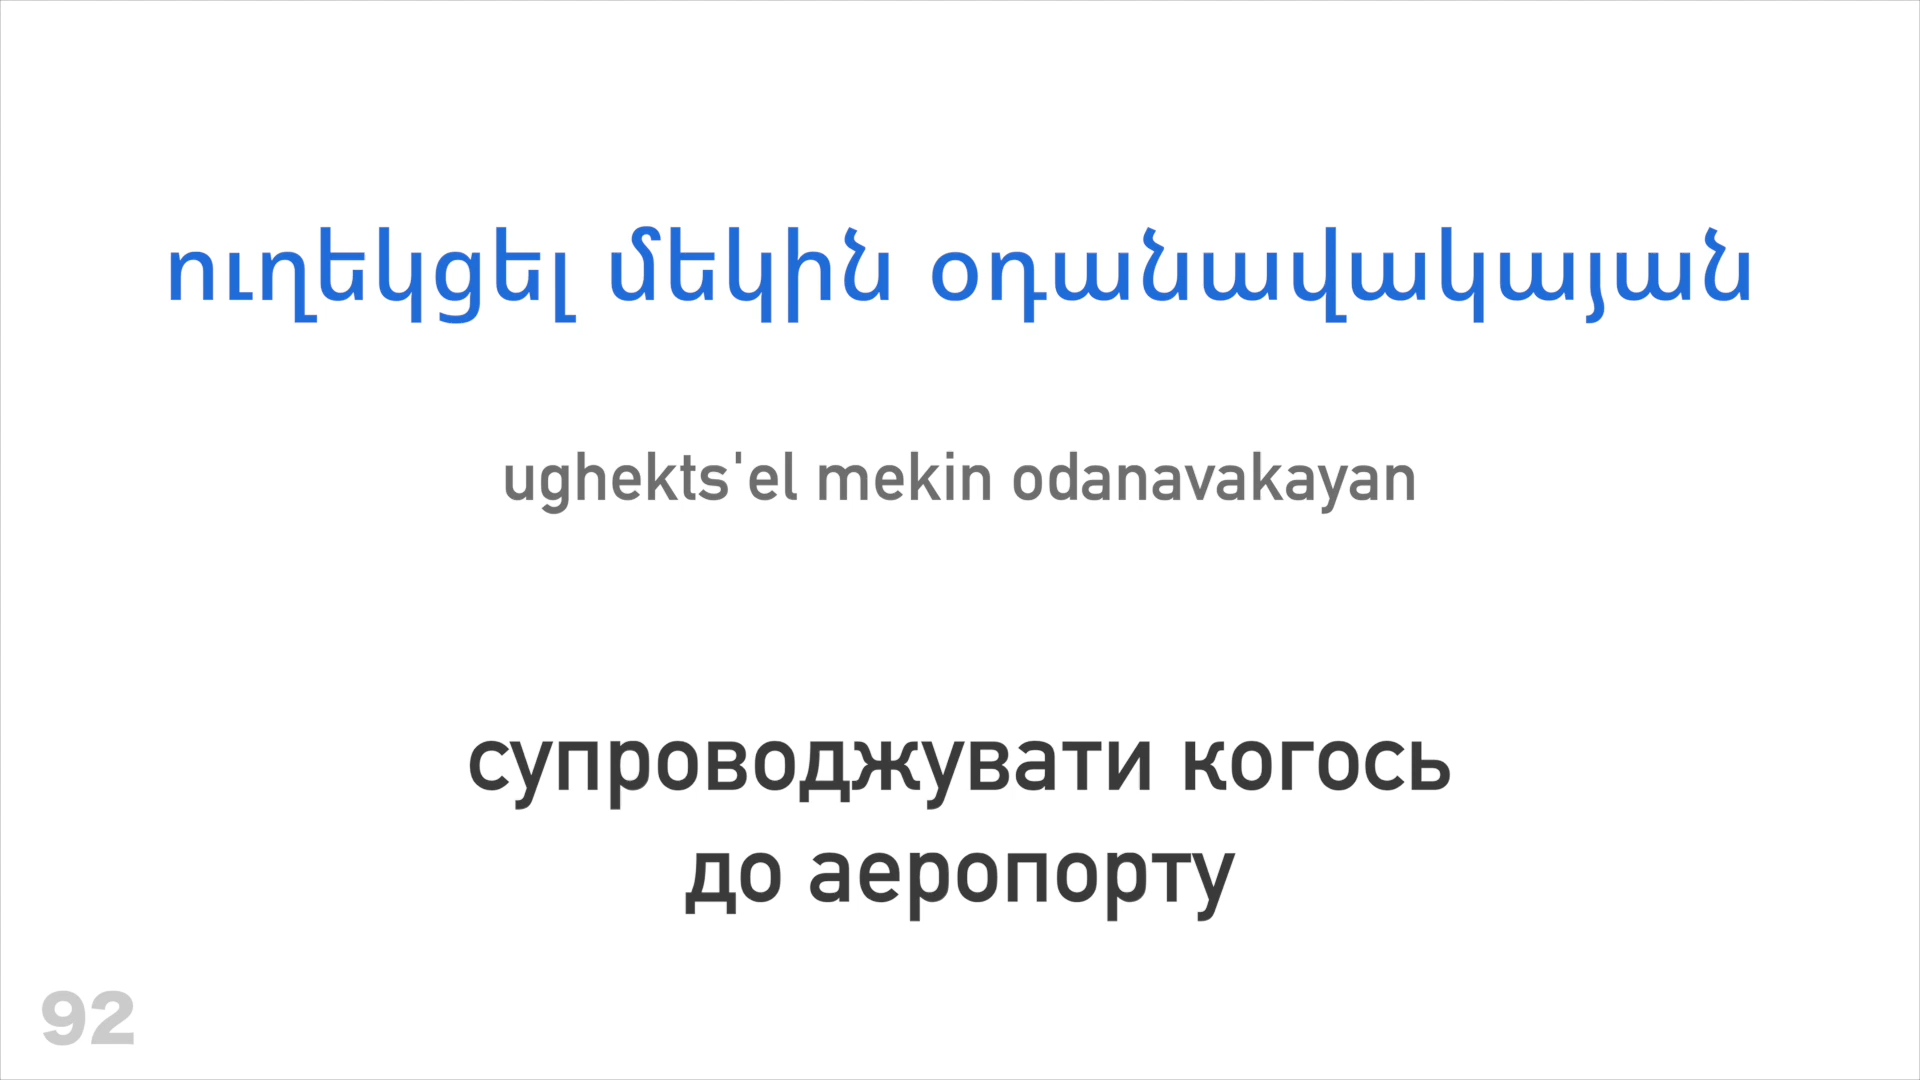 ուղեկցել մեկին օդանավակայան
ughekts'el mekin odanavakayan
супроводжувати когось
до аеропорту
92